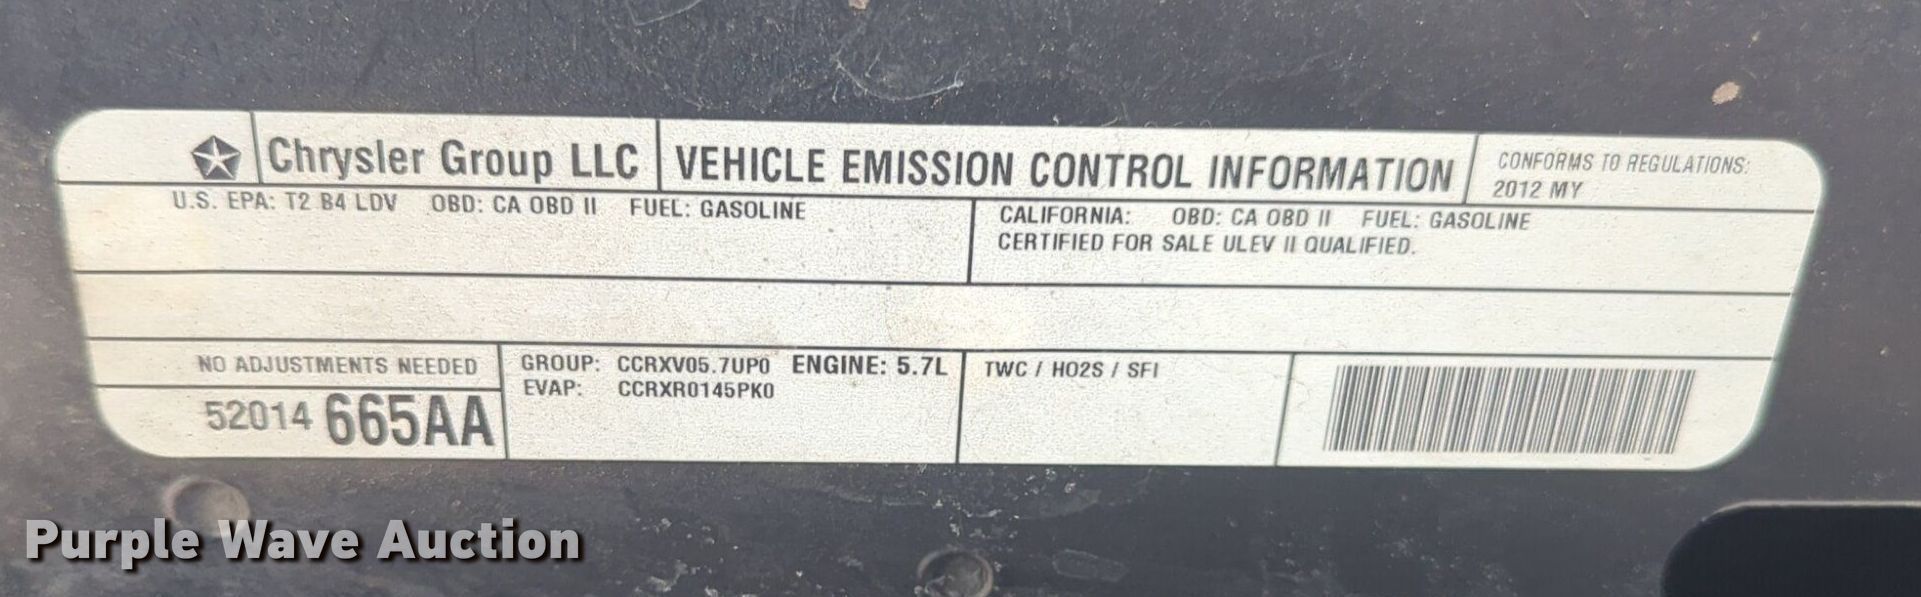 Chrysler Group LLC
VEHICLE EMISSION CONTROL INFORMATION
CONFORMS TO REGULATIONS:
2012 MY
U.S. EPA: T2 B4 LDV OBD: CA OBD II FUEL: GASOLINE
CALIFORNIA: OBD: CA OBD II FUEL: GASOLINE
CERTIFIED FOR SALE ULEV II QUALIFIED.
NO ADJUSTMENTS NEEDED
52014 665AA
GROUP: CCRXV05.7UP0 ENGINE: 5.7L
EVAP: CCRXR0145PK0
TWC / HO2S / SFI
Purple Wave Auction